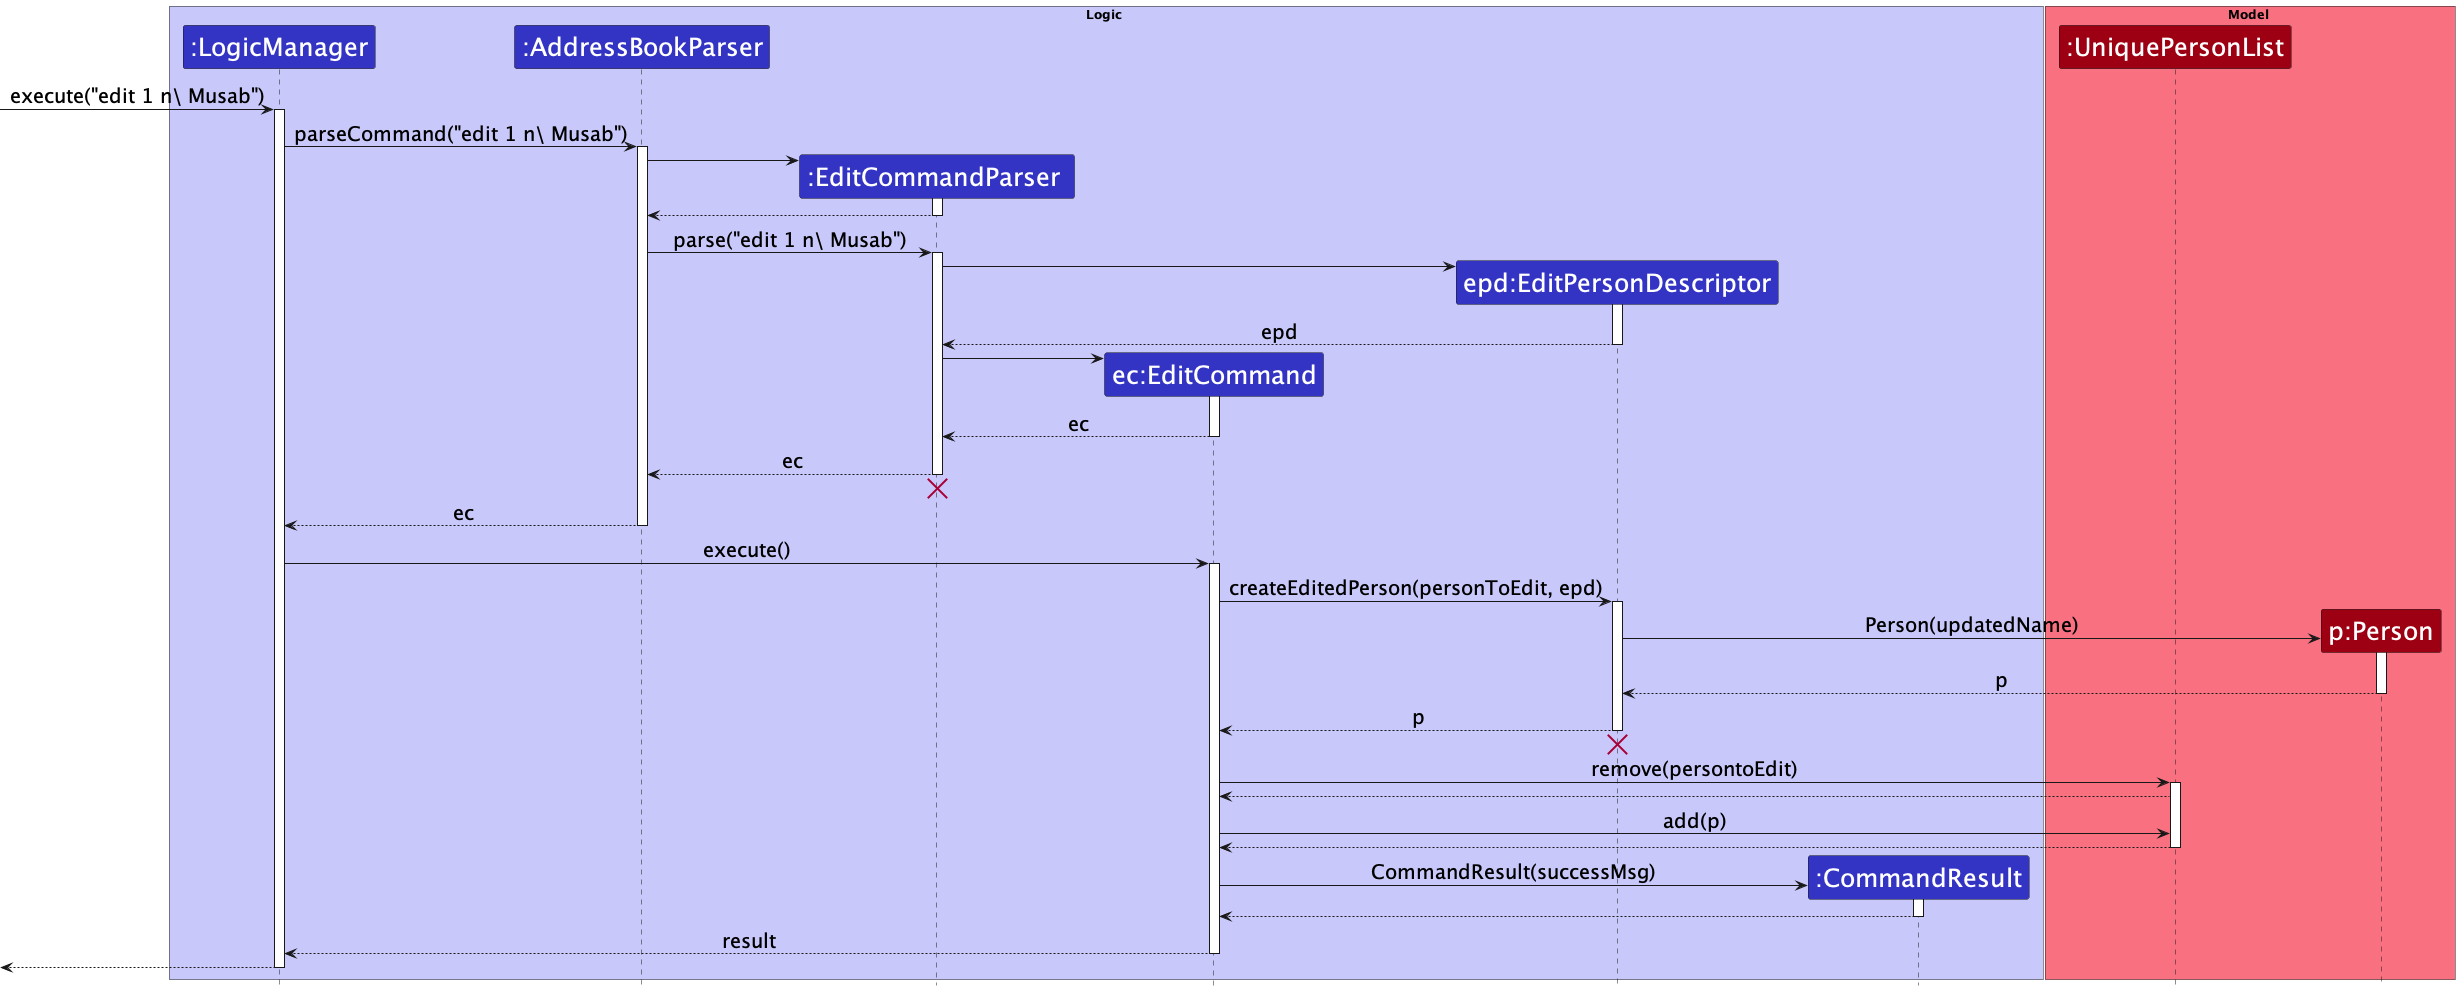 Logic
Model
:LogicManager
:AddressBookParser
:UniquePersonList
execute("edit 1 n\ Musab")
parseCommand("edit 1 n\ Musab")
:EditCommandParser
parse("edit 1 n\ Musab")
epd:EditPersonDescriptor
epd
ec:EditCommand
ec
ec
ec
execute()
createEditedPerson(personToEdit, epd)
Person(updatedName)
p:Person
p
p
remove(persontoEdit)
add(p)
CommandResult(successMsg)
:CommandResult
result